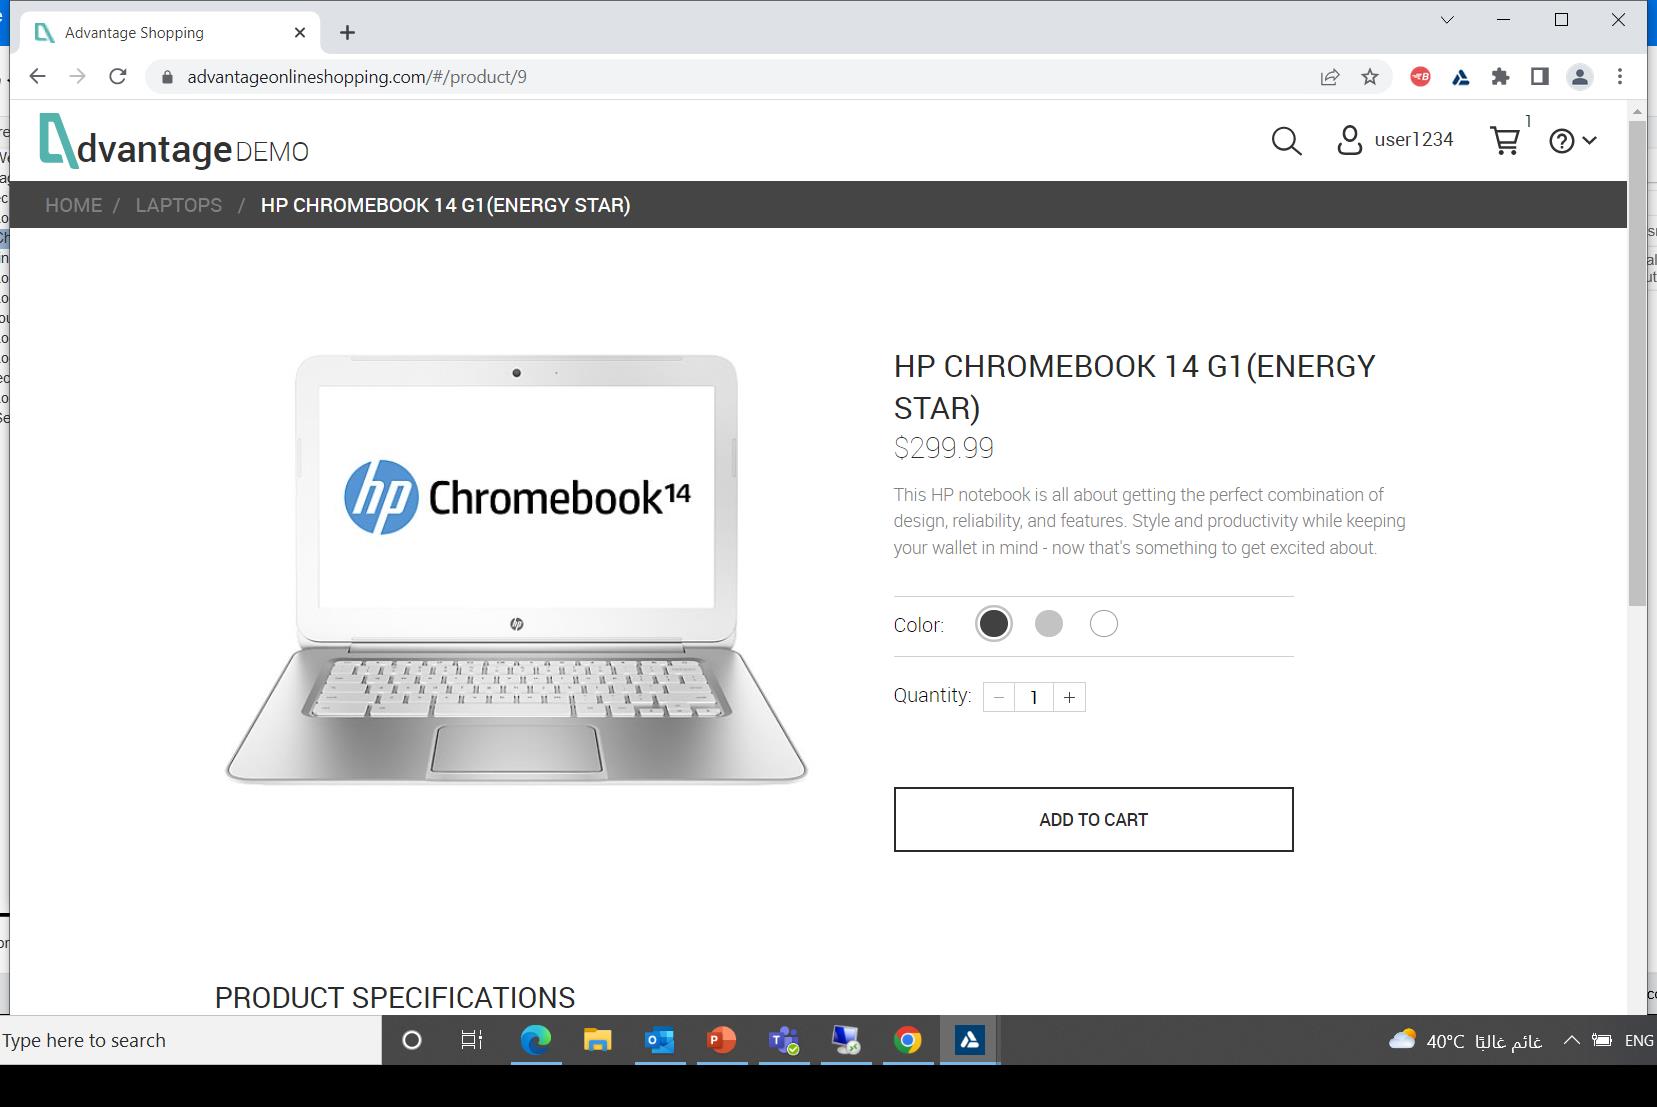 Advantage Shopping
advantageonlineshopping.com/#/product/9
dvantage DEMO
user1234
1
HOME / LAPTOPS / HP CHROMEBOOK 14 G1(ENERGY STAR)
hp Chromebook14
hp
HP CHROMEBOOK 14 G1(ENERGY
STAR)
$299.99
This HP notebook is all about getting the perfect combination of
design, reliability, and features. Style and productivity while keeping
your wallet in mind - now that's something to get excited about.
Color:
Quantity: − 1 +
ADD TO CART
PRODUCT SPECIFICATIONS
Type here to search
40°C غائم غالبًا
ENG